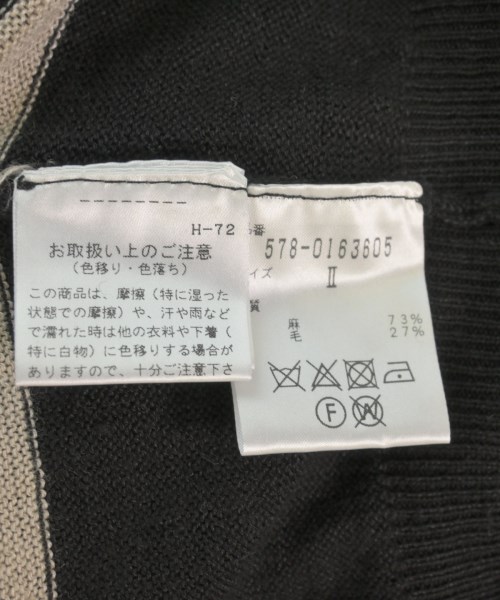 H-72
お取扱い上のご注意
(色移り・色落ち)
この商品は、摩擦(特に湿った
状態での摩擦)や、汗や雨など
で濡れた時は他の衣料や下着(
特に白物)に色移りする場合が
ありますので、十分ご注意下さ
番
578-0163605
イズ
II
質
麻 73%
毛 27%
F
W